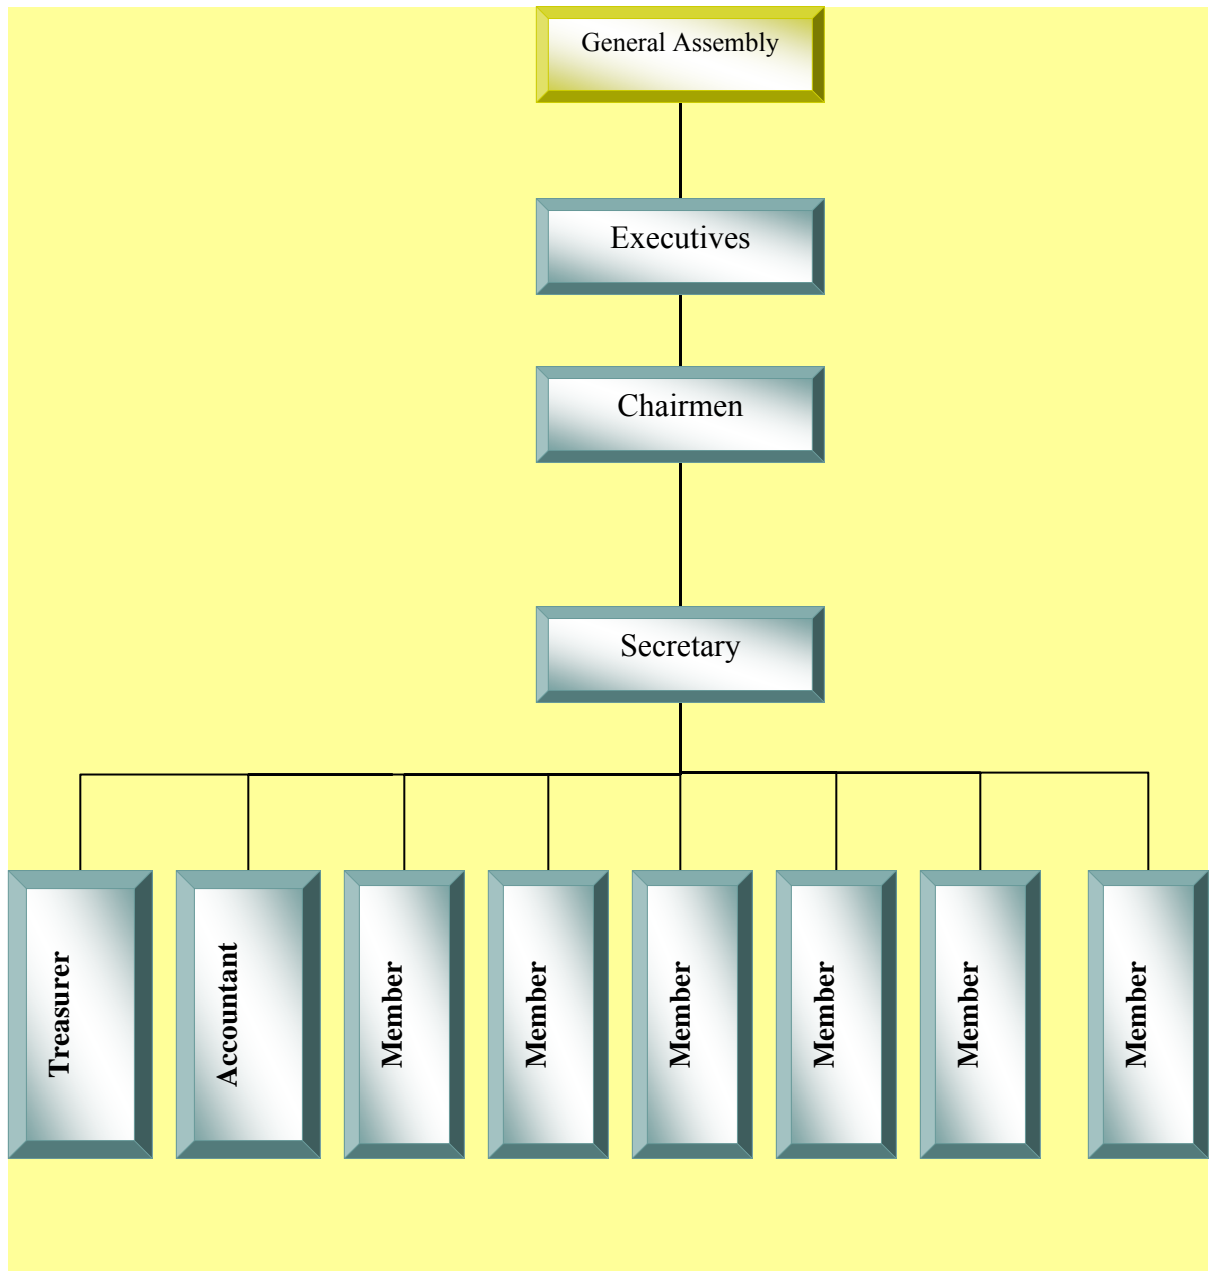 General Assembly
Executives
Chairmen
Secretary
Treasurer
Accountant
Member
Member
Member
Member
Member
Member